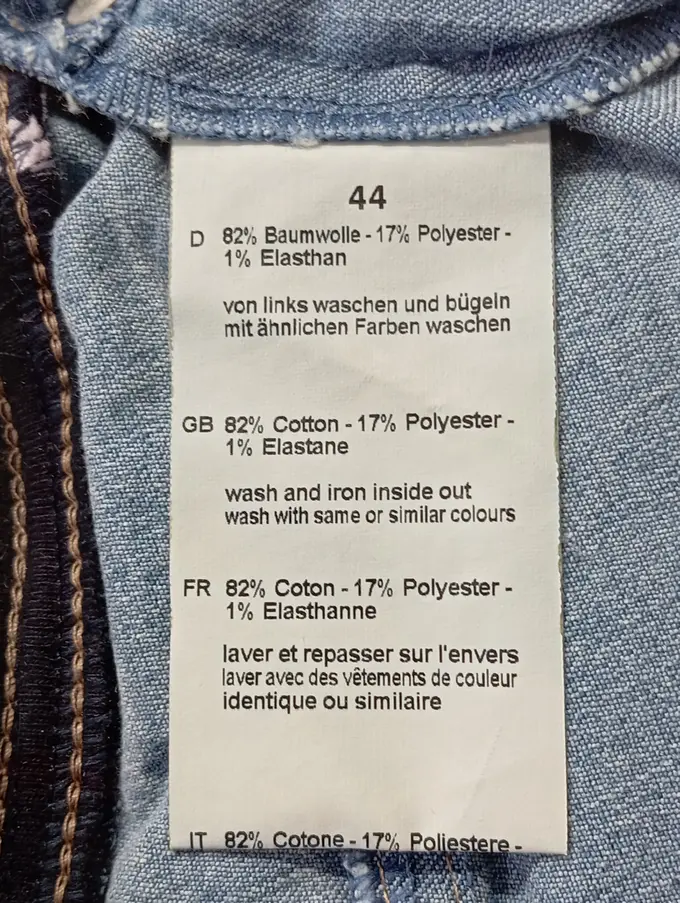 44
D 82% Baumwolle - 17% Polyester -
1% Elasthan
von links waschen und bügeln
mit ähnlichen Farben waschen
GB 82% Cotton - 17% Polyester -
1% Elastane
wash and iron inside out
wash with same or similar colours
FR 82% Coton - 17% Polyester -
1% Elasthanne
laver et repasser sur l'envers
laver avec des vêtements de couleur
identique ou similaire
IT 82% Cotone - 17% Poliestere -